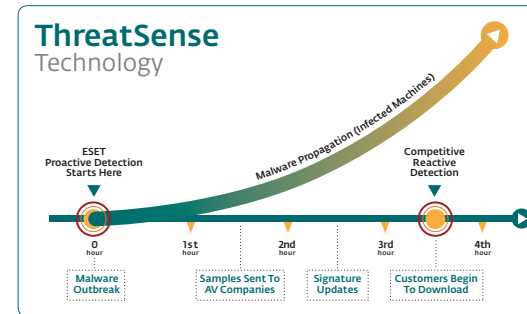 ThreatSense
Technology
Malware Propagation (Infected Machines)
ESET
Proactive Detection
Starts Here
Competitive
Reactive
Detection
0
hour
1st
hour
2nd
hour
3rd
hour
4th
hour
Malware
Outbreak
Samples Sent To
AV Companies
Signature
Updates
Customers Begin
To Download